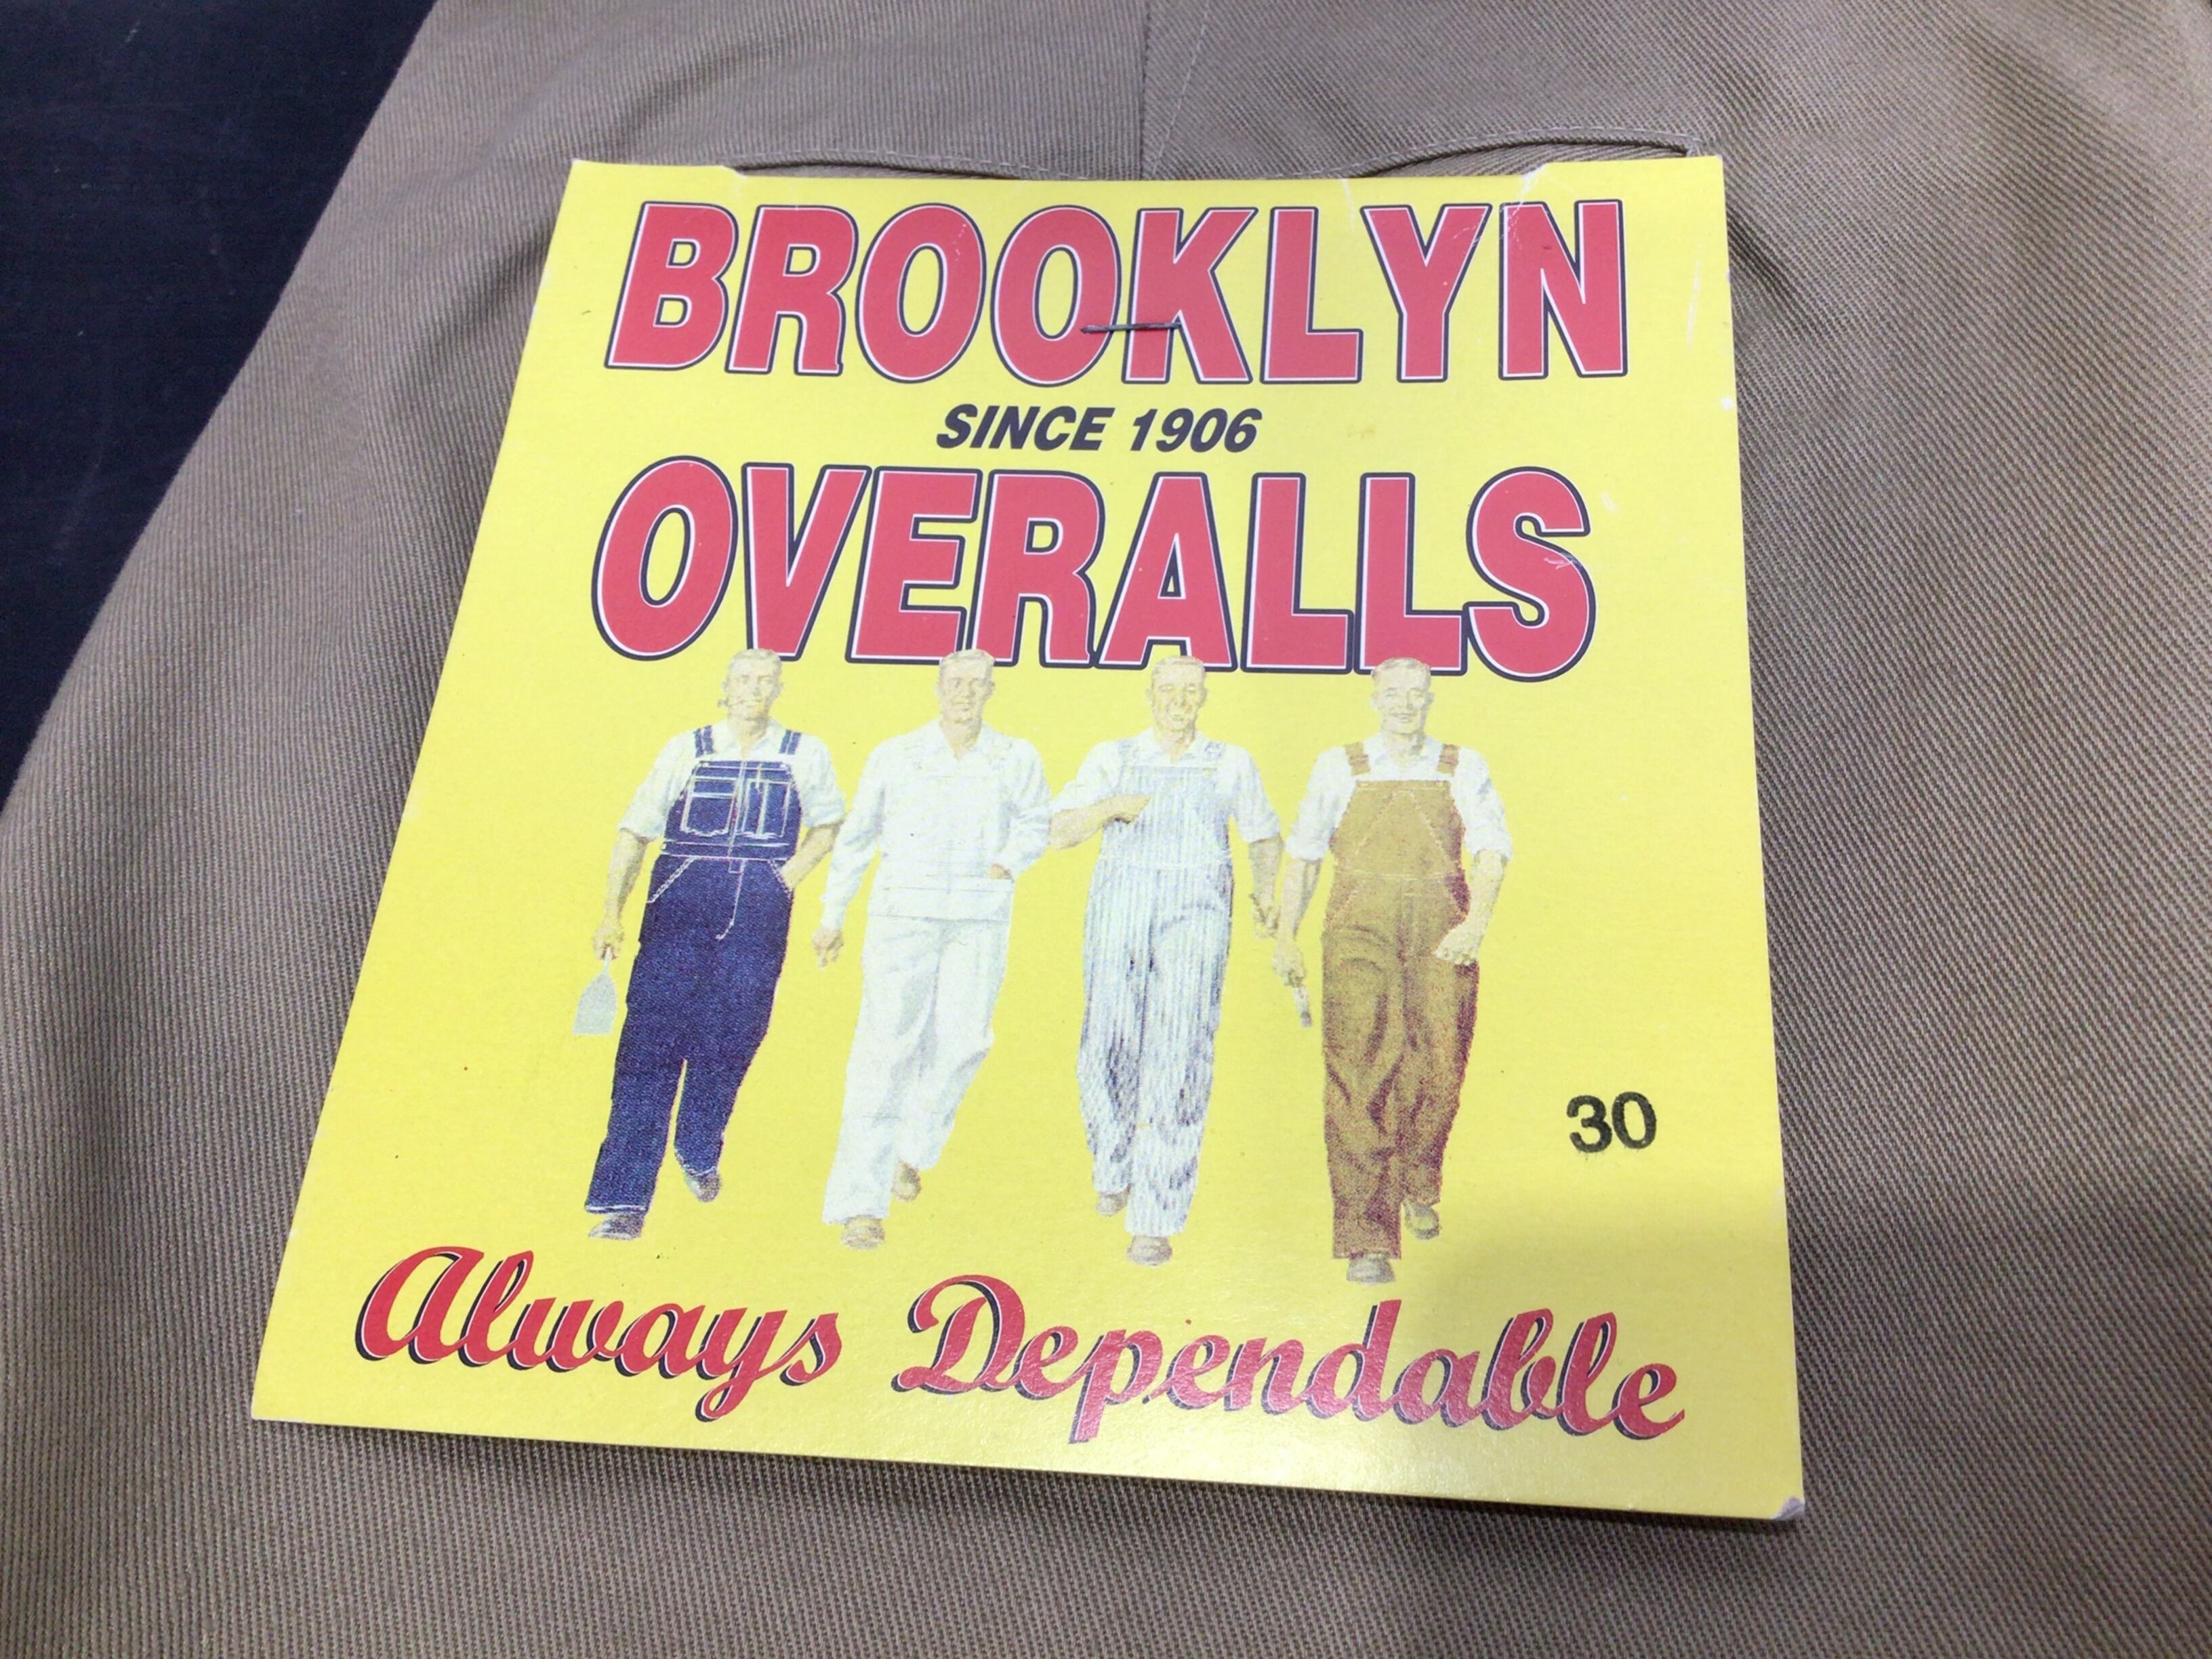 BROOKLYN
SINCE 1906
OVERALLS
30
Always Dependable